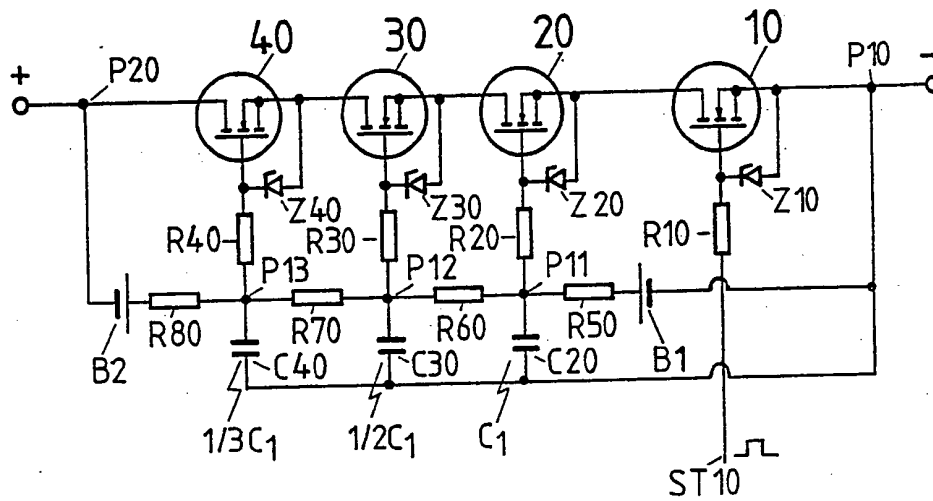 40 30 20 10
+ P20 P10 -
Z40 Z30 Z20 Z10
R40 R30 R20 R10
P13 P12 P11
R80 R70 R60 R50
B2 C40 C30 C20 B1
1/3C1 1/2C1 C1
ST10